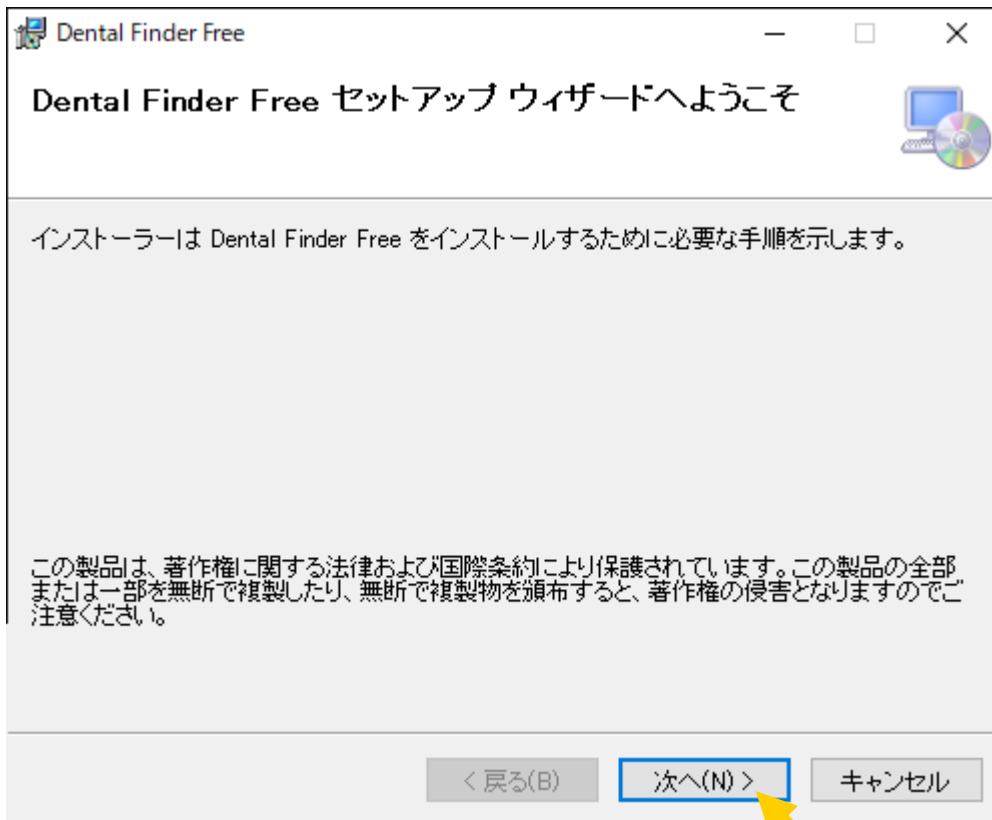 Dental Finder Free
Dental Finder Free セットアップ ウィザードへようこそ
インストーラーは Dental Finder Free をインストールするために必要な手順を示します。
この製品は、著作権に関する法律および国際条約により保護されています。この製品の全部
または一部を無断で複製したり、無断で複製物を頒布すると、著作権の侵害となりますのでご
注意ください。
< 戻る(B)
次へ(N) >
キャンセル